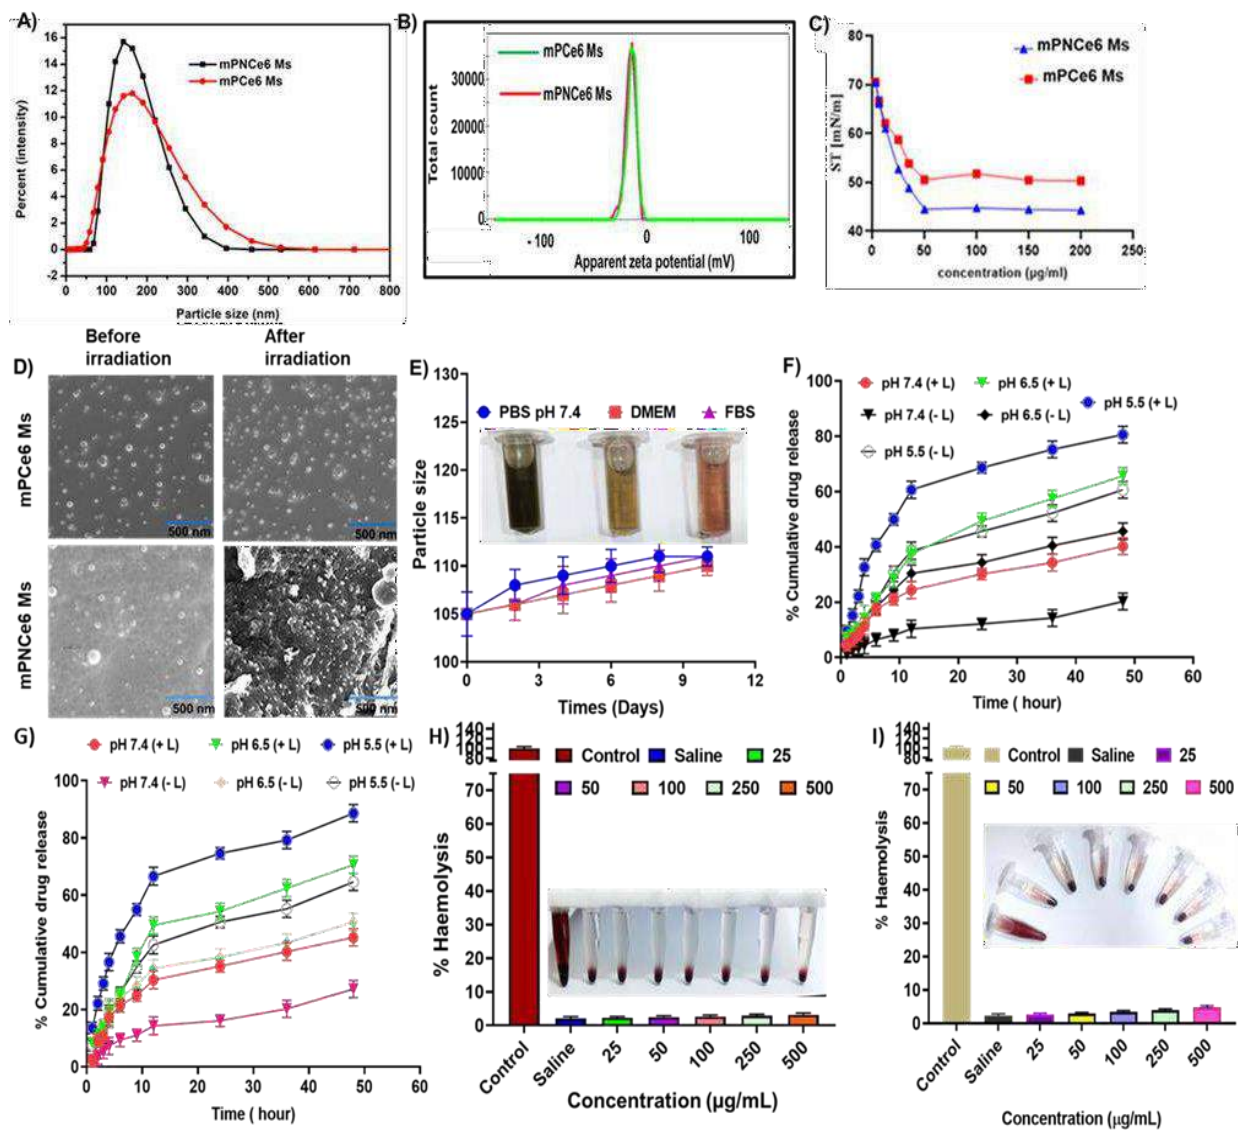 A)
16
14
12
10
8
6
4
2
0
-2
Percent (intensity)
mPNCe6 Ms
mPCe6 Ms
0 100 200 300 400 500 600 700 800
Particle size (nm)
B)
mPCe6 Ms
mPNCe6 Ms
Total count
30000
20000
10000
0
- 100 0 100
Apparent zeta potential (mV)
C)
80
70
60
50
40
ST [mN/m]
mPNCe6 Ms
mPCe6 Ms
0 50 100 150 200 250
concentration (µg/ml)
D)
Before
irradiation
After
irradiation
mPCe6 Ms
500 nm
500 nm
mPNCe6 Ms
500 nm
500 nm
E)
130
125
120
115
110
105
100
Particle size
PBS pH 7.4 DMEM FBS
0 3 6 9 12
Times (Days)
F)
100
80
60
40
20
0
% Cumulative drug release
pH 7.4 (+ L) pH 6.5 (+ L) pH 5.5 (+ L)
pH 7.4 (- L) pH 6.5 (- L)
pH 5.5 (- L)
0 10 20 30 40 50 60
Time ( hour)
G)
pH 7.4 (+ L) pH 6.5 (+ L) pH 5.5 (+ L)
pH 7.4 (- L) pH 6.5 (- L) pH 5.5 (- L)
100
80
60
40
20
0
% Cumulative drug release
0 10 20 30 40 50 60
Time ( hour)
H)
140
120
100
80
70
60
50
40
30
20
10
0
% Haemolysis
Control Saline 25
50 100 250 500
Control Saline 25 50 100 250 500
Concentration (µg/mL)
I)
140
120
100
80
70
60
50
40
30
20
10
0
% Haemolysis
Control Saline 25
50 100 250 500
Control Saline 25 50 100 250 500
Concentration (µg/mL)